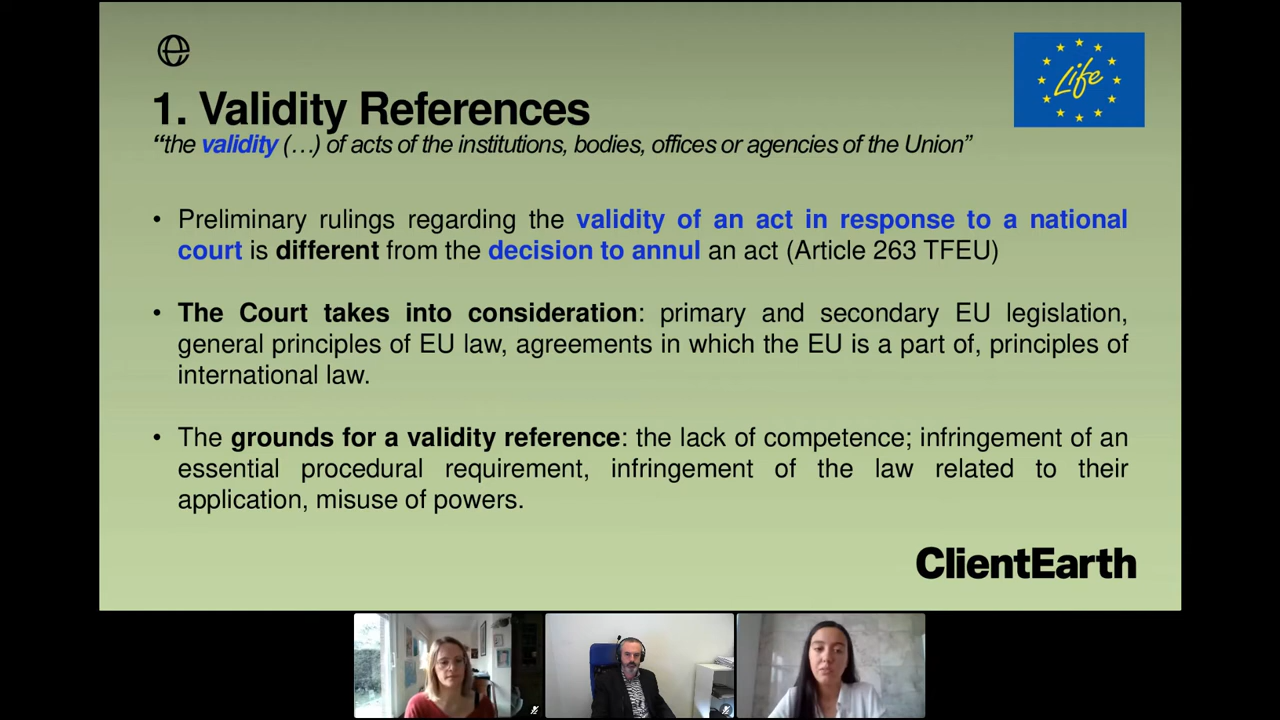 1. Validity References
“the validity (…) of acts of the institutions, bodies, offices or agencies of the Union”
Life
• Preliminary rulings regarding the validity of an act in response to a national
court is different from the decision to annul an act (Article 263 TFEU)
• The Court takes into consideration: primary and secondary EU legislation,
general principles of EU law, agreements in which the EU is a part of, principles of
international law.
• The grounds for a validity reference: the lack of competence; infringement of an
essential procedural requirement, infringement of the law related to their
application, misuse of powers.
ClientEarth